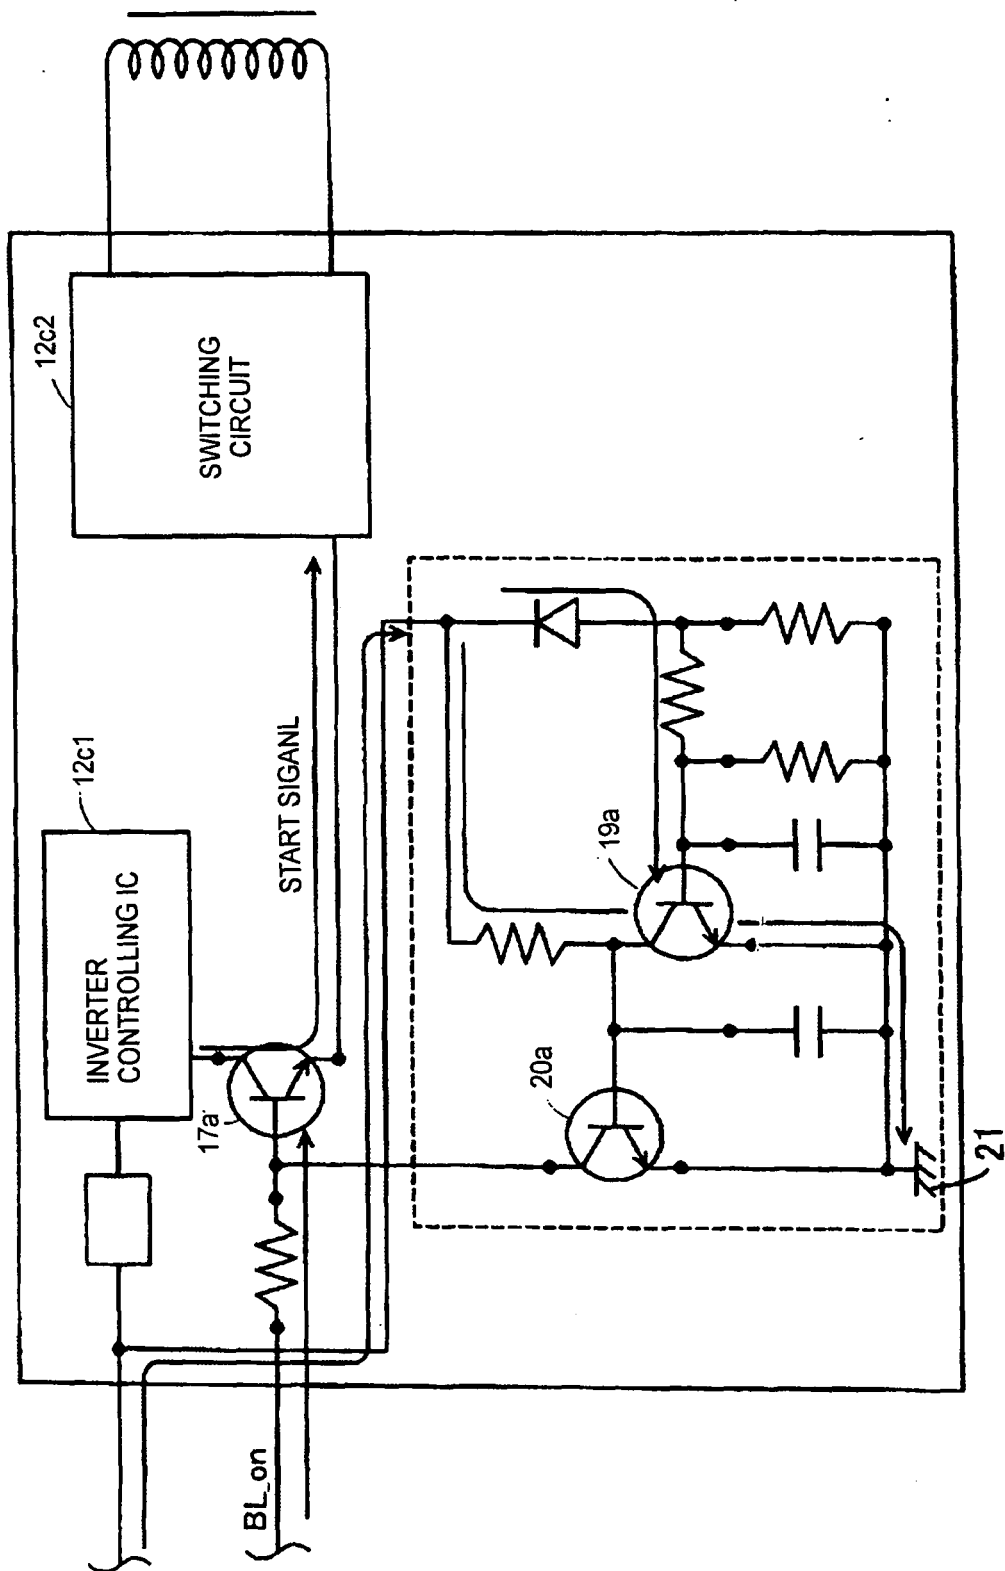 12c2
SWITCHING
CIRCUIT
12c1
INVERTER
CONTROLLING IC
START SIGANL
17a
19a
20a
BL_on
21